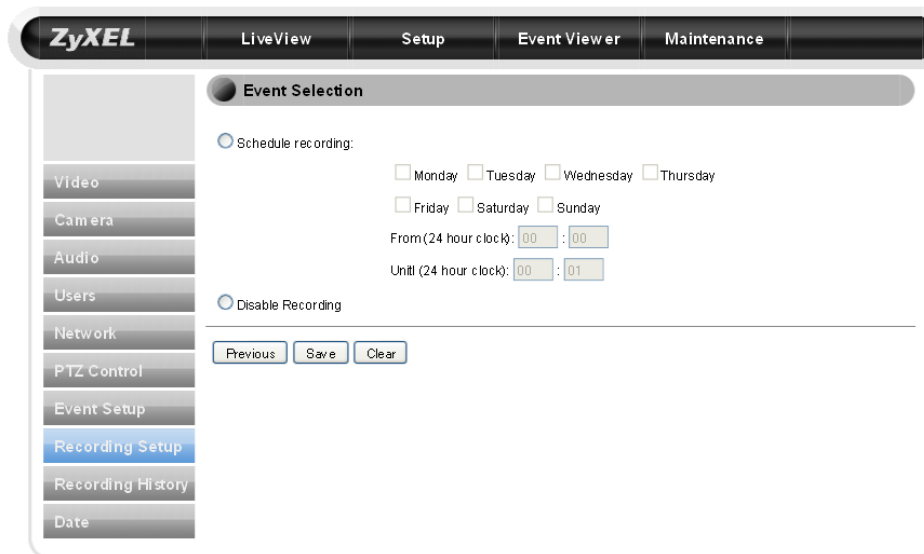 ZyXEL LiveView Setup Event Viewer Maintenance
Event Selection
Schedule recording:
Monday Tuesday Wednesday Thursday
Friday Saturday Sunday
From (24 hour clock): 00 : 00
Unitl (24 hour clock): 00 : 01
Disable Recording
Previous Save Clear
Video
Camera
Audio
Users
Network
PTZ Control
Event Setup
Recording Setup
Recording History
Date